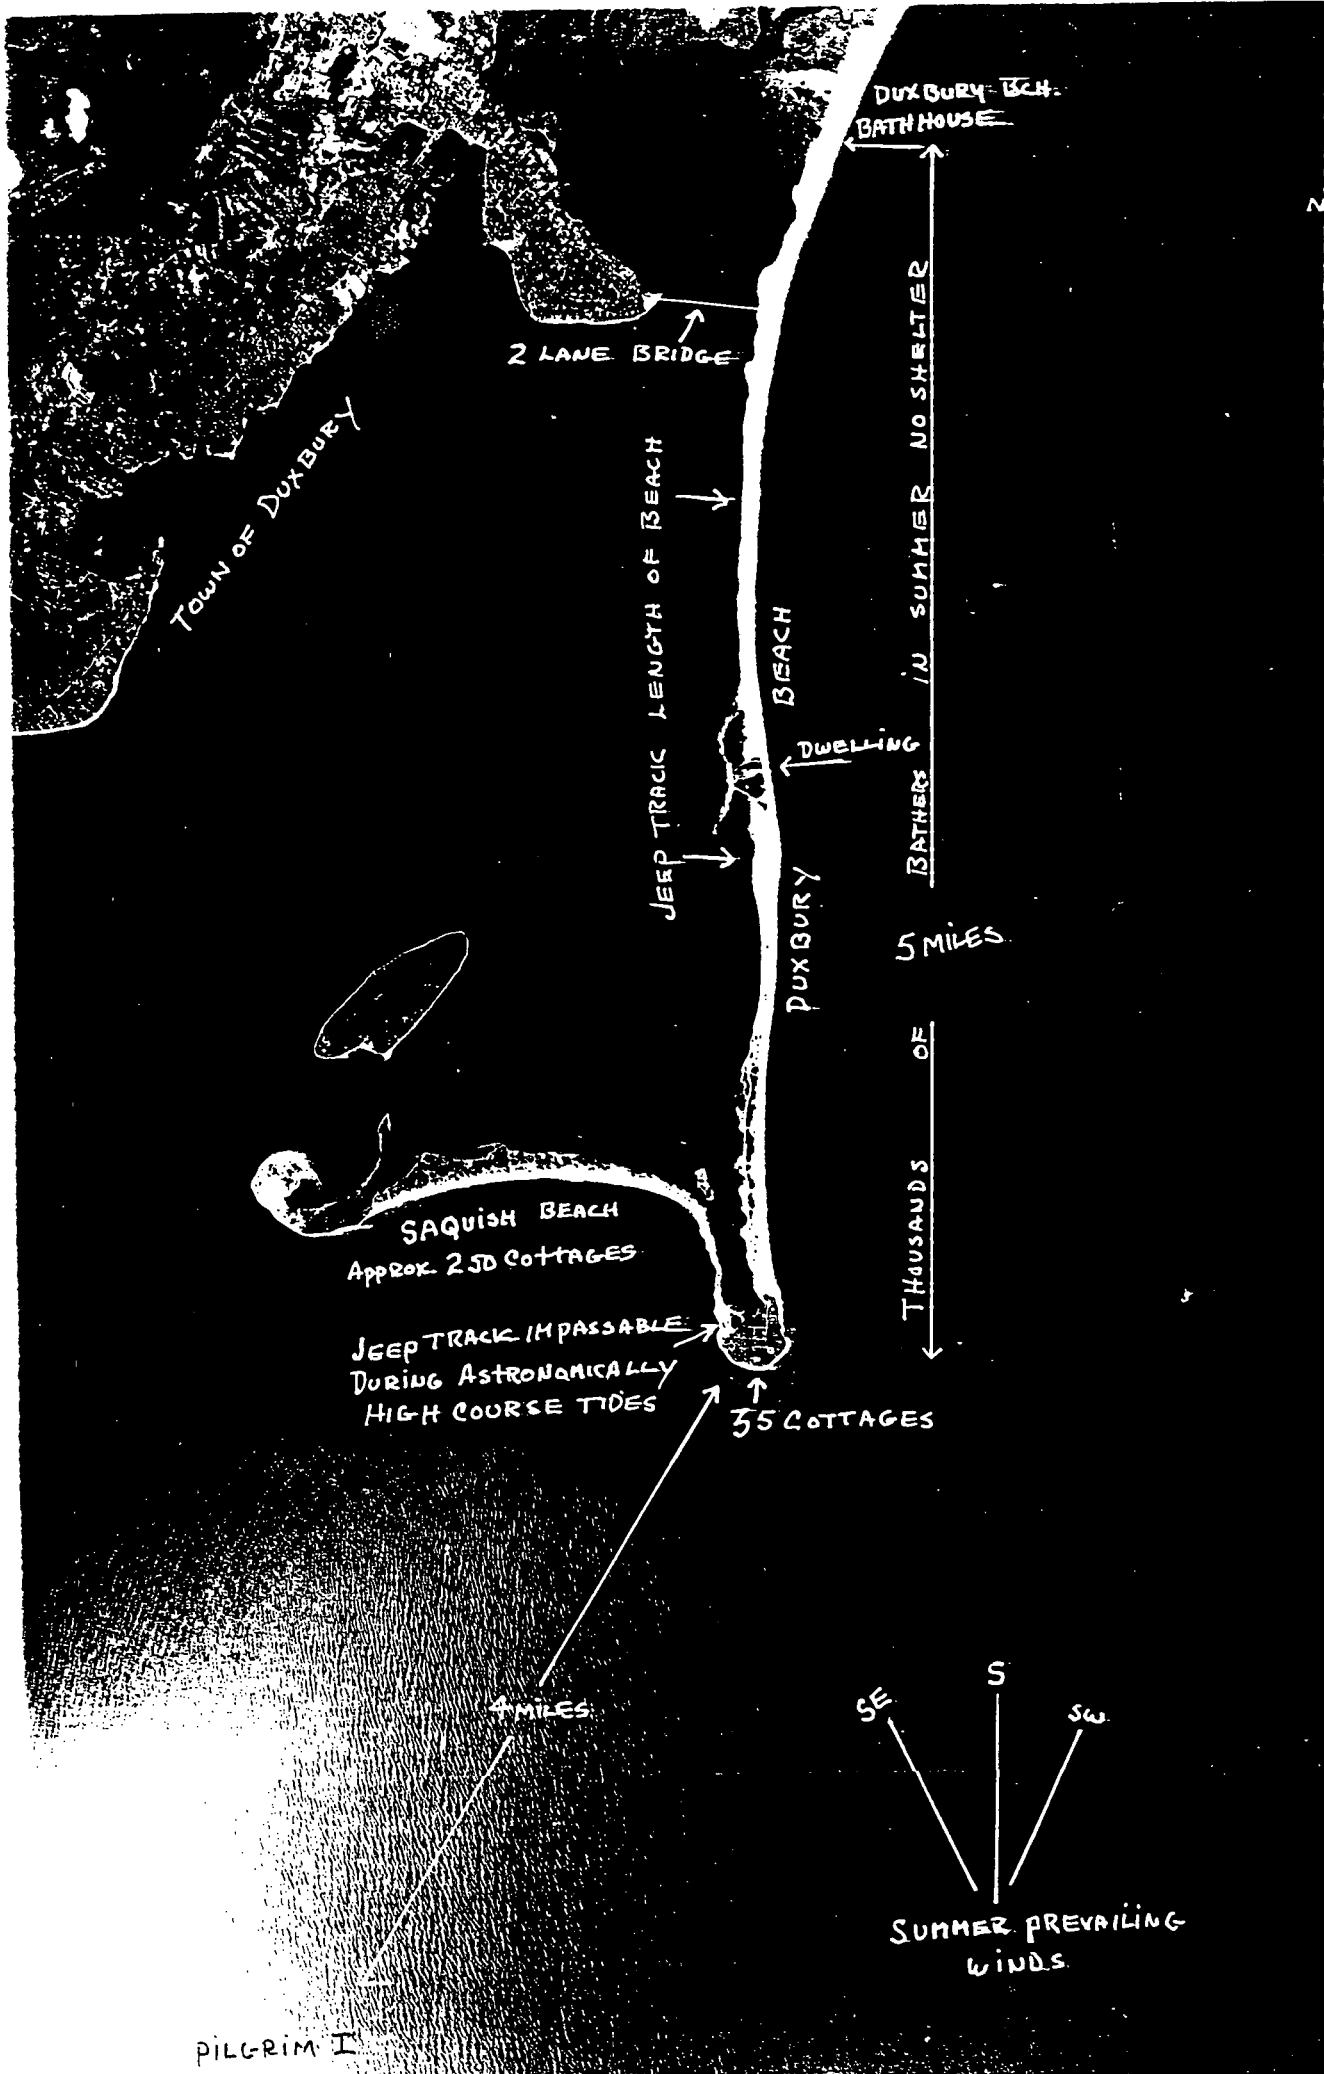 DUXBURY BCH.
BATHHOUSE
N
2 LANE BRIDGE
TOWN OF DUXBURY
JEEP TRACK LENGTH OF BEACH
DUXBURY BEACH
DWELLING
THOUSANDS OF BATHERS IN SUMMER NO SHELTER
5 MILES
SAQUISH BEACH
APPROX. 250 COTTAGES
JEEP TRACK IMPASSABLE
DURING ASTRONOMICALLY
HIGH COURSE TIDES
35 COTTAGES
4 MILES
SE
S
SW
SUMMER PREVAILING
WINDS
PILGRIM I